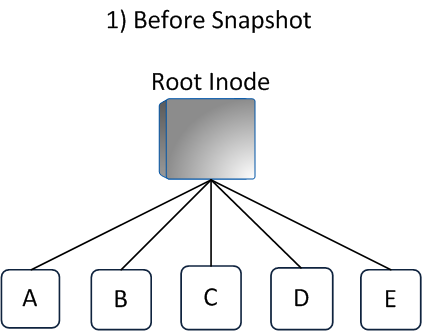 1) Before Snapshot
Root Inode
A B C D E